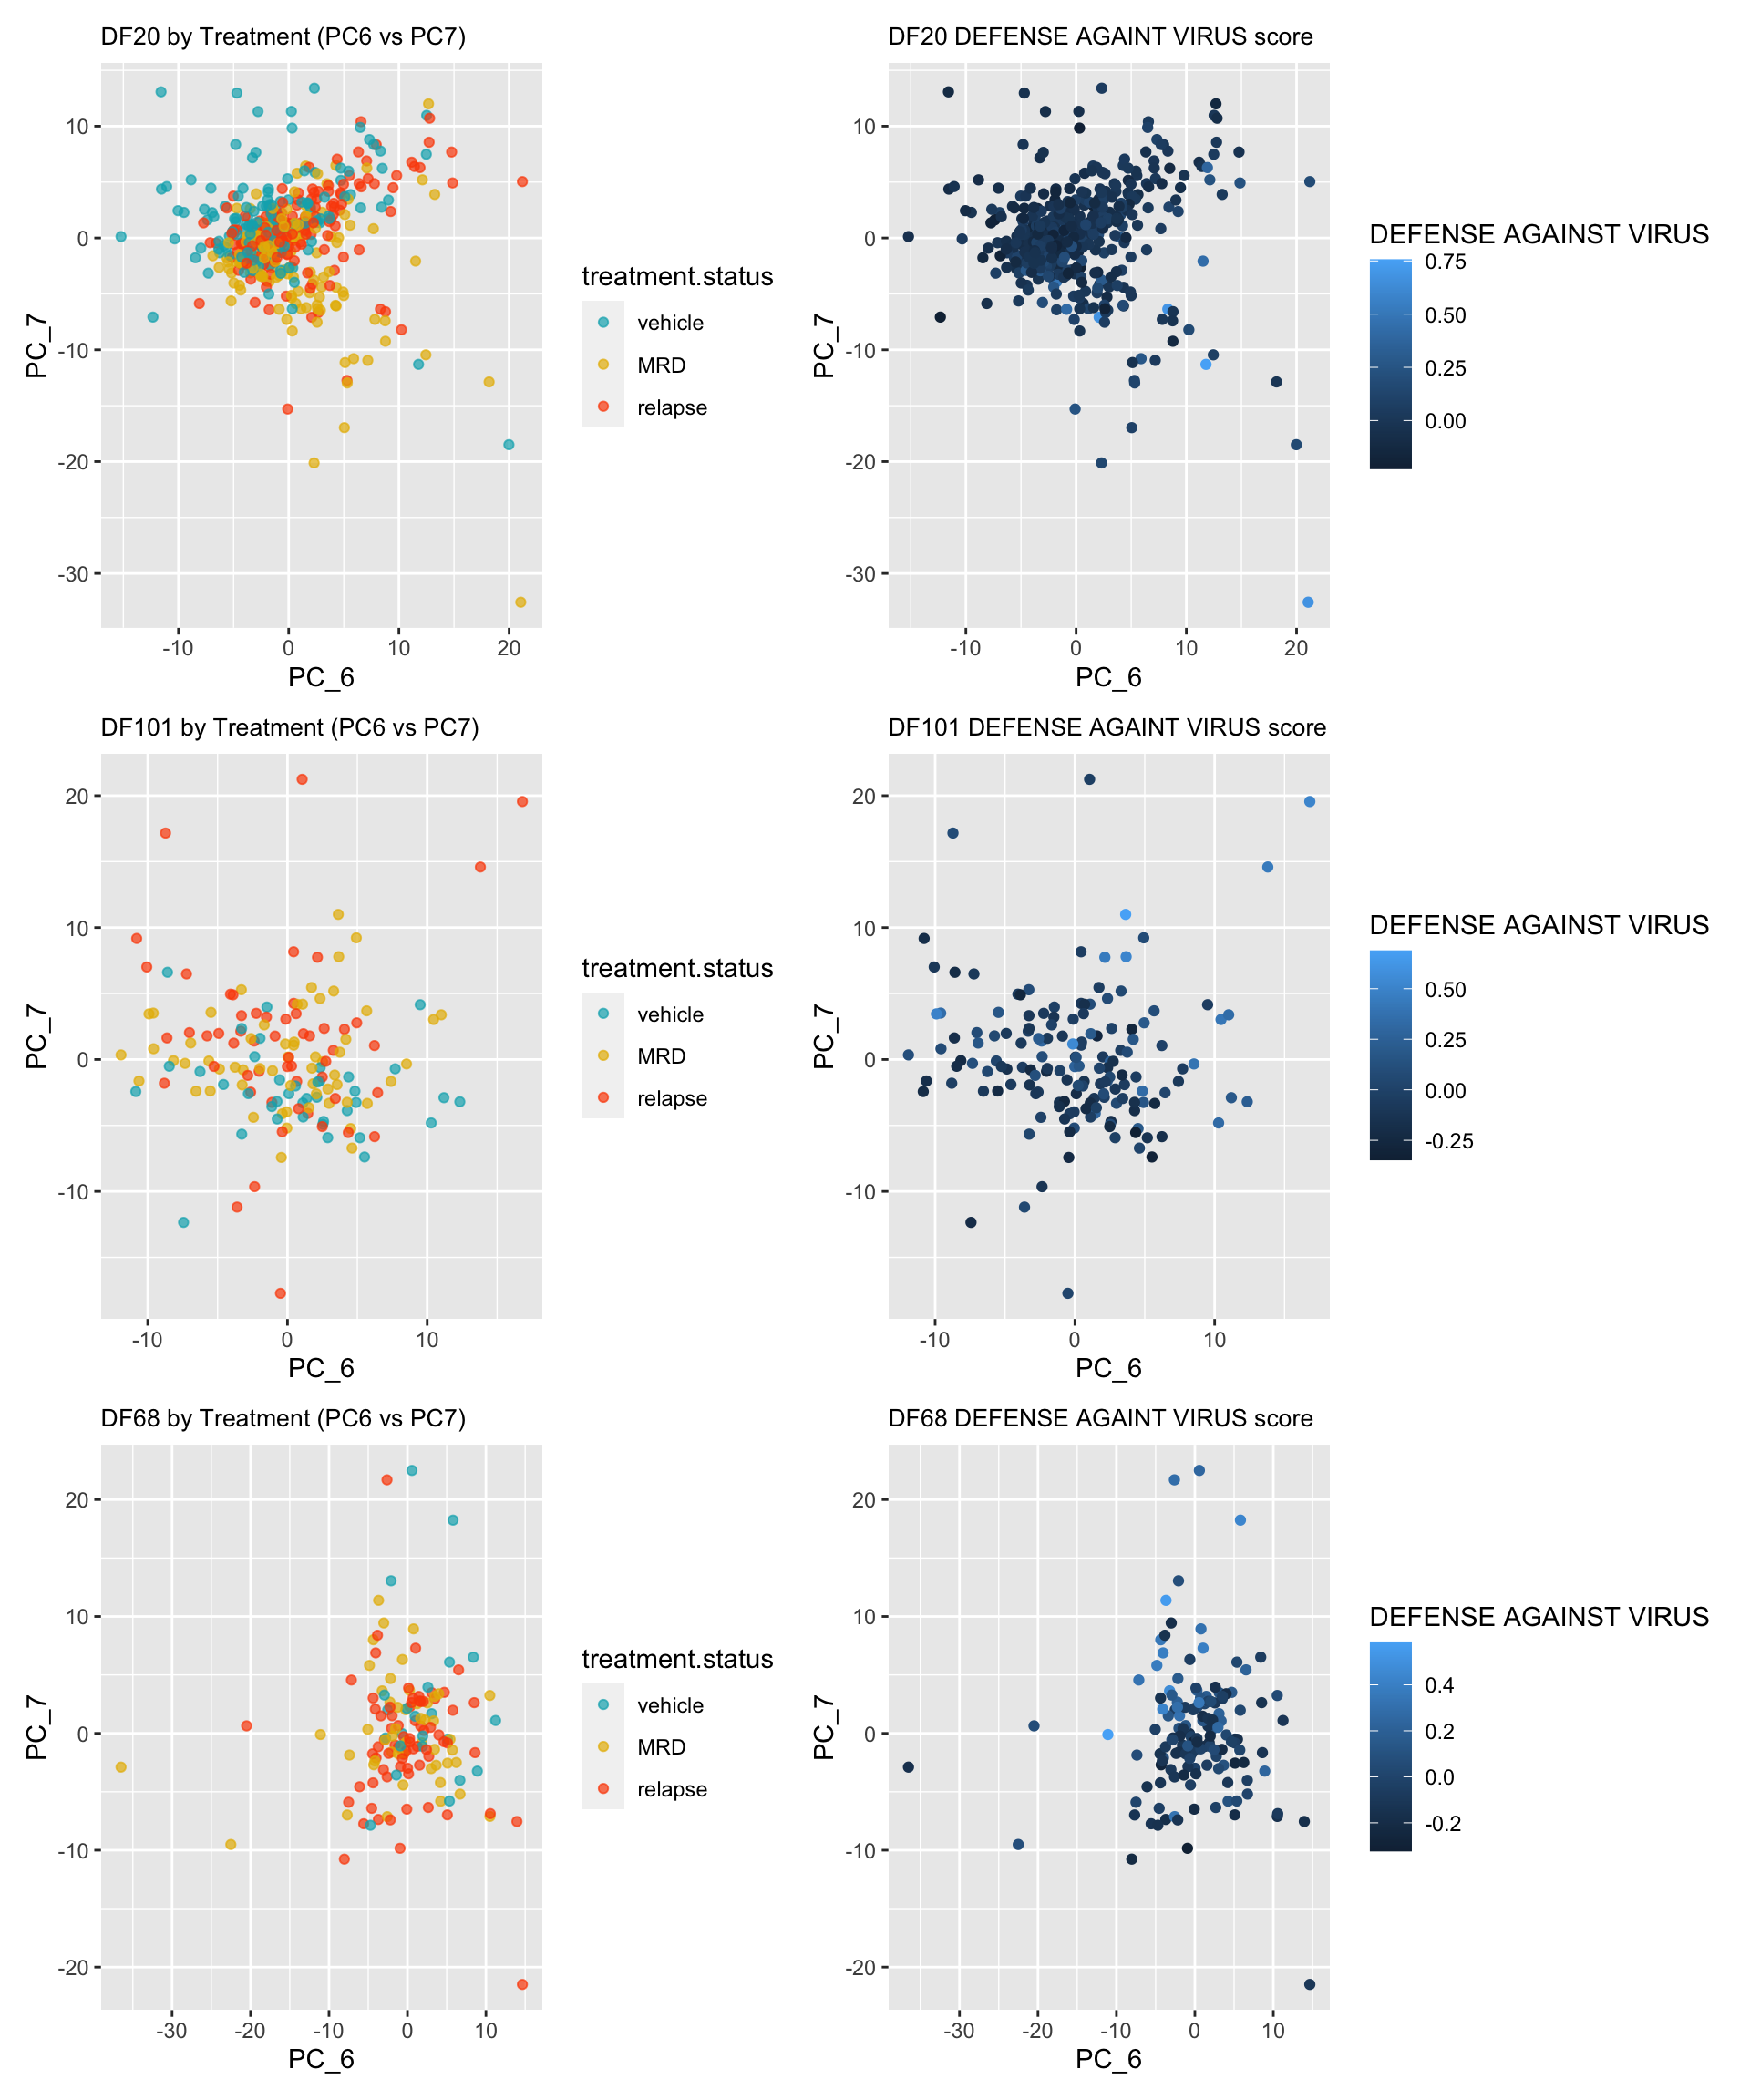 DF20 by Treatment (PC6 vs PC7)
PC_7
10
0
-10
-20
-30
-10
0
10
20
PC_6
treatment.status
vehicle
MRD
relapse
DF20 DEFENSE AGAINT VIRUS score
PC_7
10
0
-10
-20
-30
-10
0
10
20
PC_6
DEFENSE AGAINST VIRUS
0.75
0.50
0.25
0.00
DF101 by Treatment (PC6 vs PC7)
PC_7
20
10
0
-10
-10
0
10
PC_6
treatment.status
vehicle
MRD
relapse
DF101 DEFENSE AGAINT VIRUS score
PC_7
20
10
0
-10
-10
0
10
PC_6
DEFENSE AGAINST VIRUS
0.50
0.25
0.00
-0.25
DF68 by Treatment (PC6 vs PC7)
PC_7
20
10
0
-10
-20
-30
-20
-10
0
10
PC_6
treatment.status
vehicle
MRD
relapse
DF68 DEFENSE AGAINT VIRUS score
PC_7
20
10
0
-10
-20
-30
-20
-10
0
10
PC_6
DEFENSE AGAINST VIRUS
0.4
0.2
0.0
-0.2